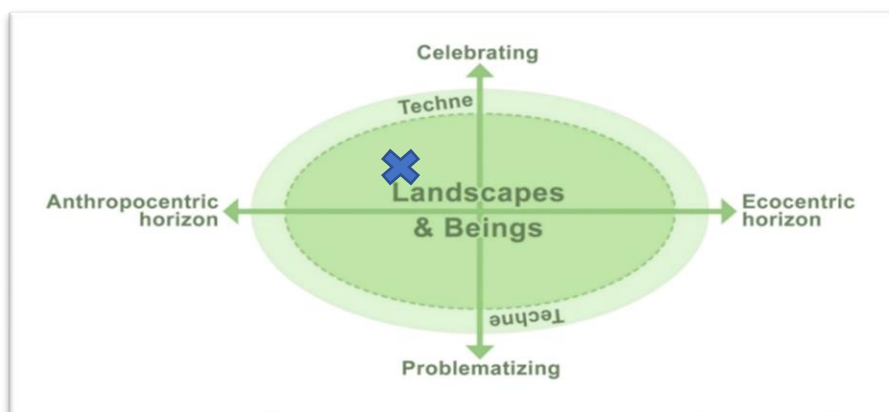 Celebrating
Techne
Anthropocentric
horizon
Landscapes
& Beings
Ecocentric
horizon
Techne
Problematizing